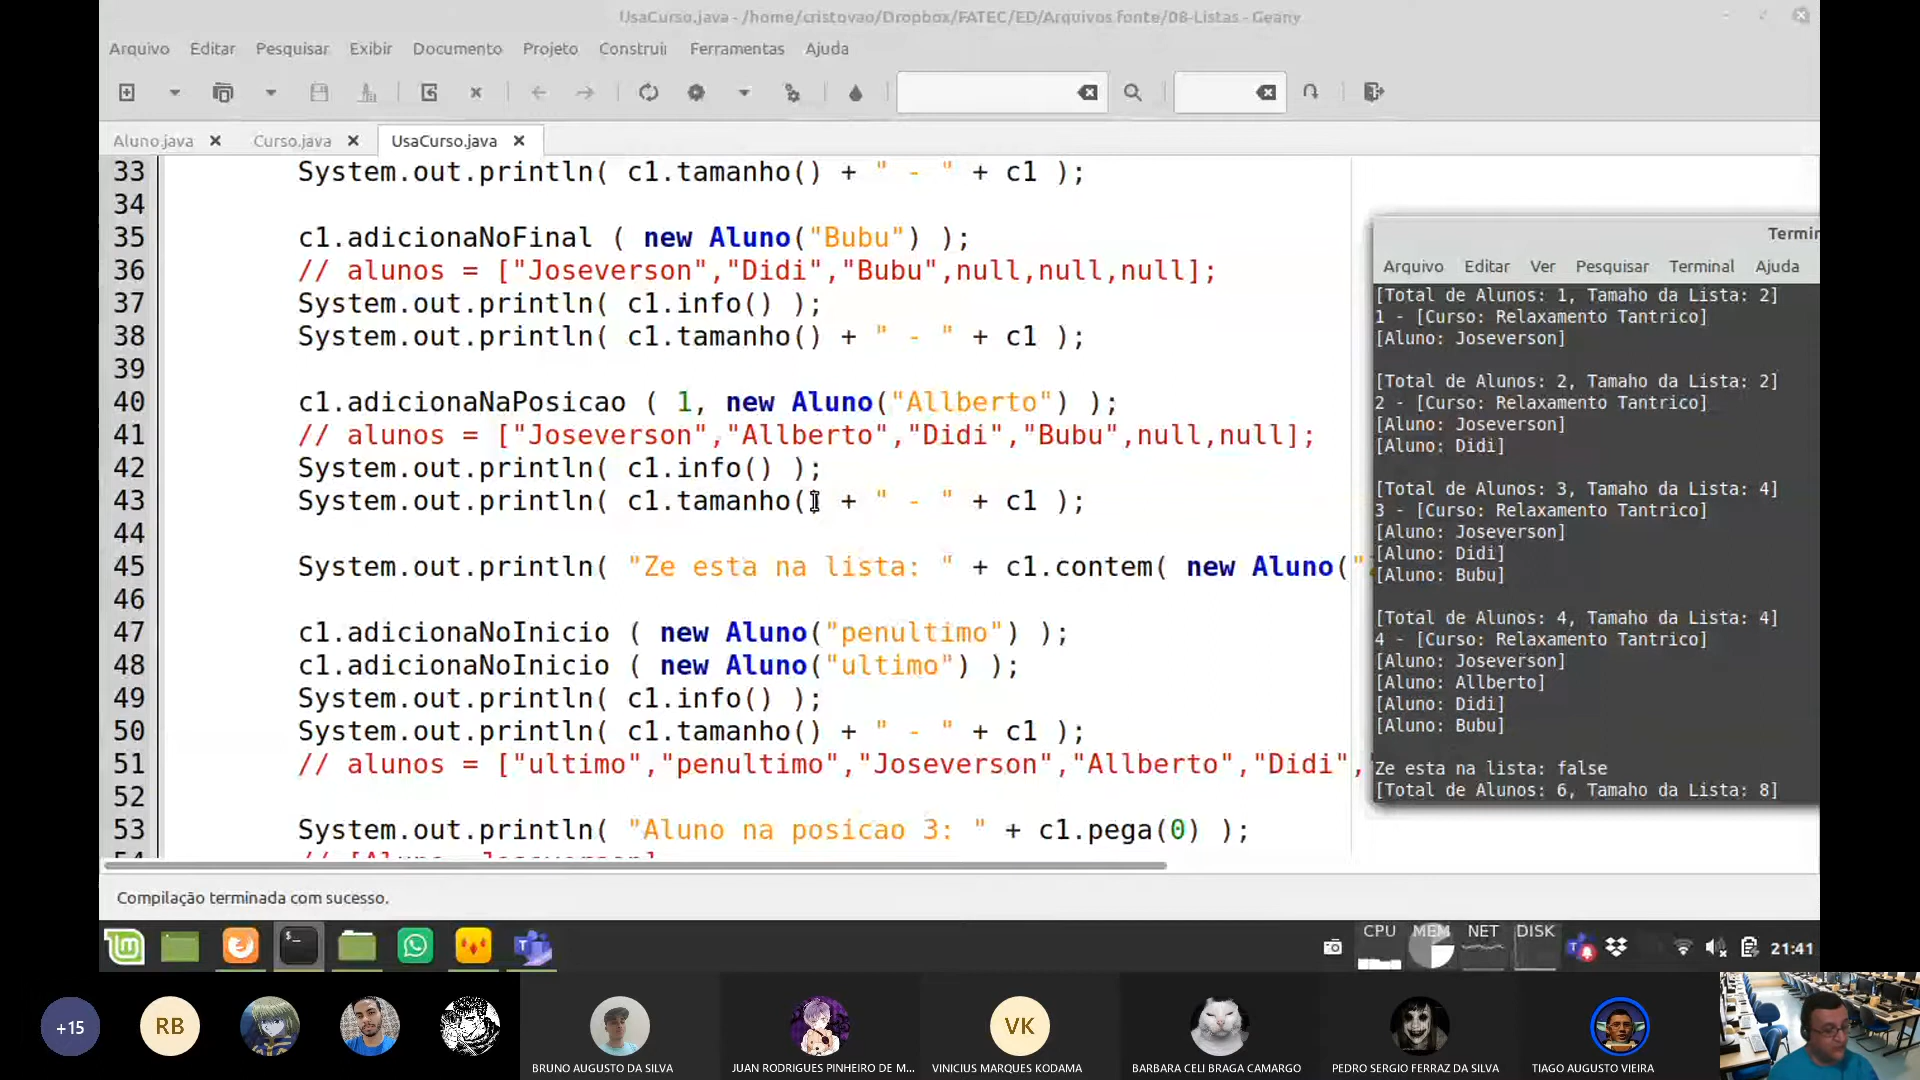 UsaCurso.java - /home/cristovao/Dropbox/FATEC/ED/Arquivos fonte/08-Listas - Geany
Arquivo Editar Pesquisar Exibir Documento Projeto Construir Ferramentas Ajuda
Aluno.java Curso.java UsaCurso.java
33 System.out.println( c1.tamanho() + " - " + c1 );
34
35 c1.adicionaNoFinal ( new Aluno("Bubu") );
36 // alunos = ["Joseverson","Didi","Bubu",null,null,null];
37 System.out.println( c1.info() );
38 System.out.println( c1.tamanho() + " - " + c1 );
39
40 c1.adicionaNaPosicao ( 1, new Aluno("Allberto") );
41 // alunos = ["Joseverson","Allberto","Didi","Bubu",null,null];
42 System.out.println( c1.info() );
43 System.out.println( c1.tamanho() + " - " + c1 );
44
45 System.out.println( "Ze esta na lista: " + c1.contem( new Aluno("
46
47 c1.adicionaNoInicio ( new Aluno("penultimo") );
48 c1.adicionaNoInicio ( new Aluno("ultimo") );
49 System.out.println( c1.info() );
50 System.out.println( c1.tamanho() + " - " + c1 );
51 // alunos = ["ultimo","penultimo","Joseverson","Allberto","Didi",
52
53 System.out.println( "Aluno na posicao 3: " + c1.pega(0) );
Termin
Arquivo Editar Ver Pesquisar Terminal Ajuda
[Total de Alunos: 1, Tamaho da Lista: 2]
1 - [Curso: Relaxamento Tantrico]
[Aluno: Joseverson]
[Total de Alunos: 2, Tamaho da Lista: 2]
2 - [Curso: Relaxamento Tantrico]
[Aluno: Joseverson]
[Aluno: Didi]
[Total de Alunos: 3, Tamaho da Lista: 4]
3 - [Curso: Relaxamento Tantrico]
[Aluno: Joseverson]
[Aluno: Didi]
[Aluno: Bubu]
[Total de Alunos: 4, Tamaho da Lista: 4]
4 - [Curso: Relaxamento Tantrico]
[Aluno: Joseverson]
[Aluno: Allberto]
[Aluno: Didi]
[Aluno: Bubu]
Ze esta na lista: false
[Total de Alunos: 6, Tamaho da Lista: 8]
Compilação terminada com sucesso.
CPU MEM NET DISK 21:41
+15 RB VK
BRUNO AUGUSTO DA SILVA JUAN RODRIGUES PINHEIRO DE M... VINICIUS MARQUES KODAMA BARBARA CELI BRAGA CAMARGO PEDRO SERGIO FERRAZ DA SILVA TIAGO AUGUSTO VIEIRA